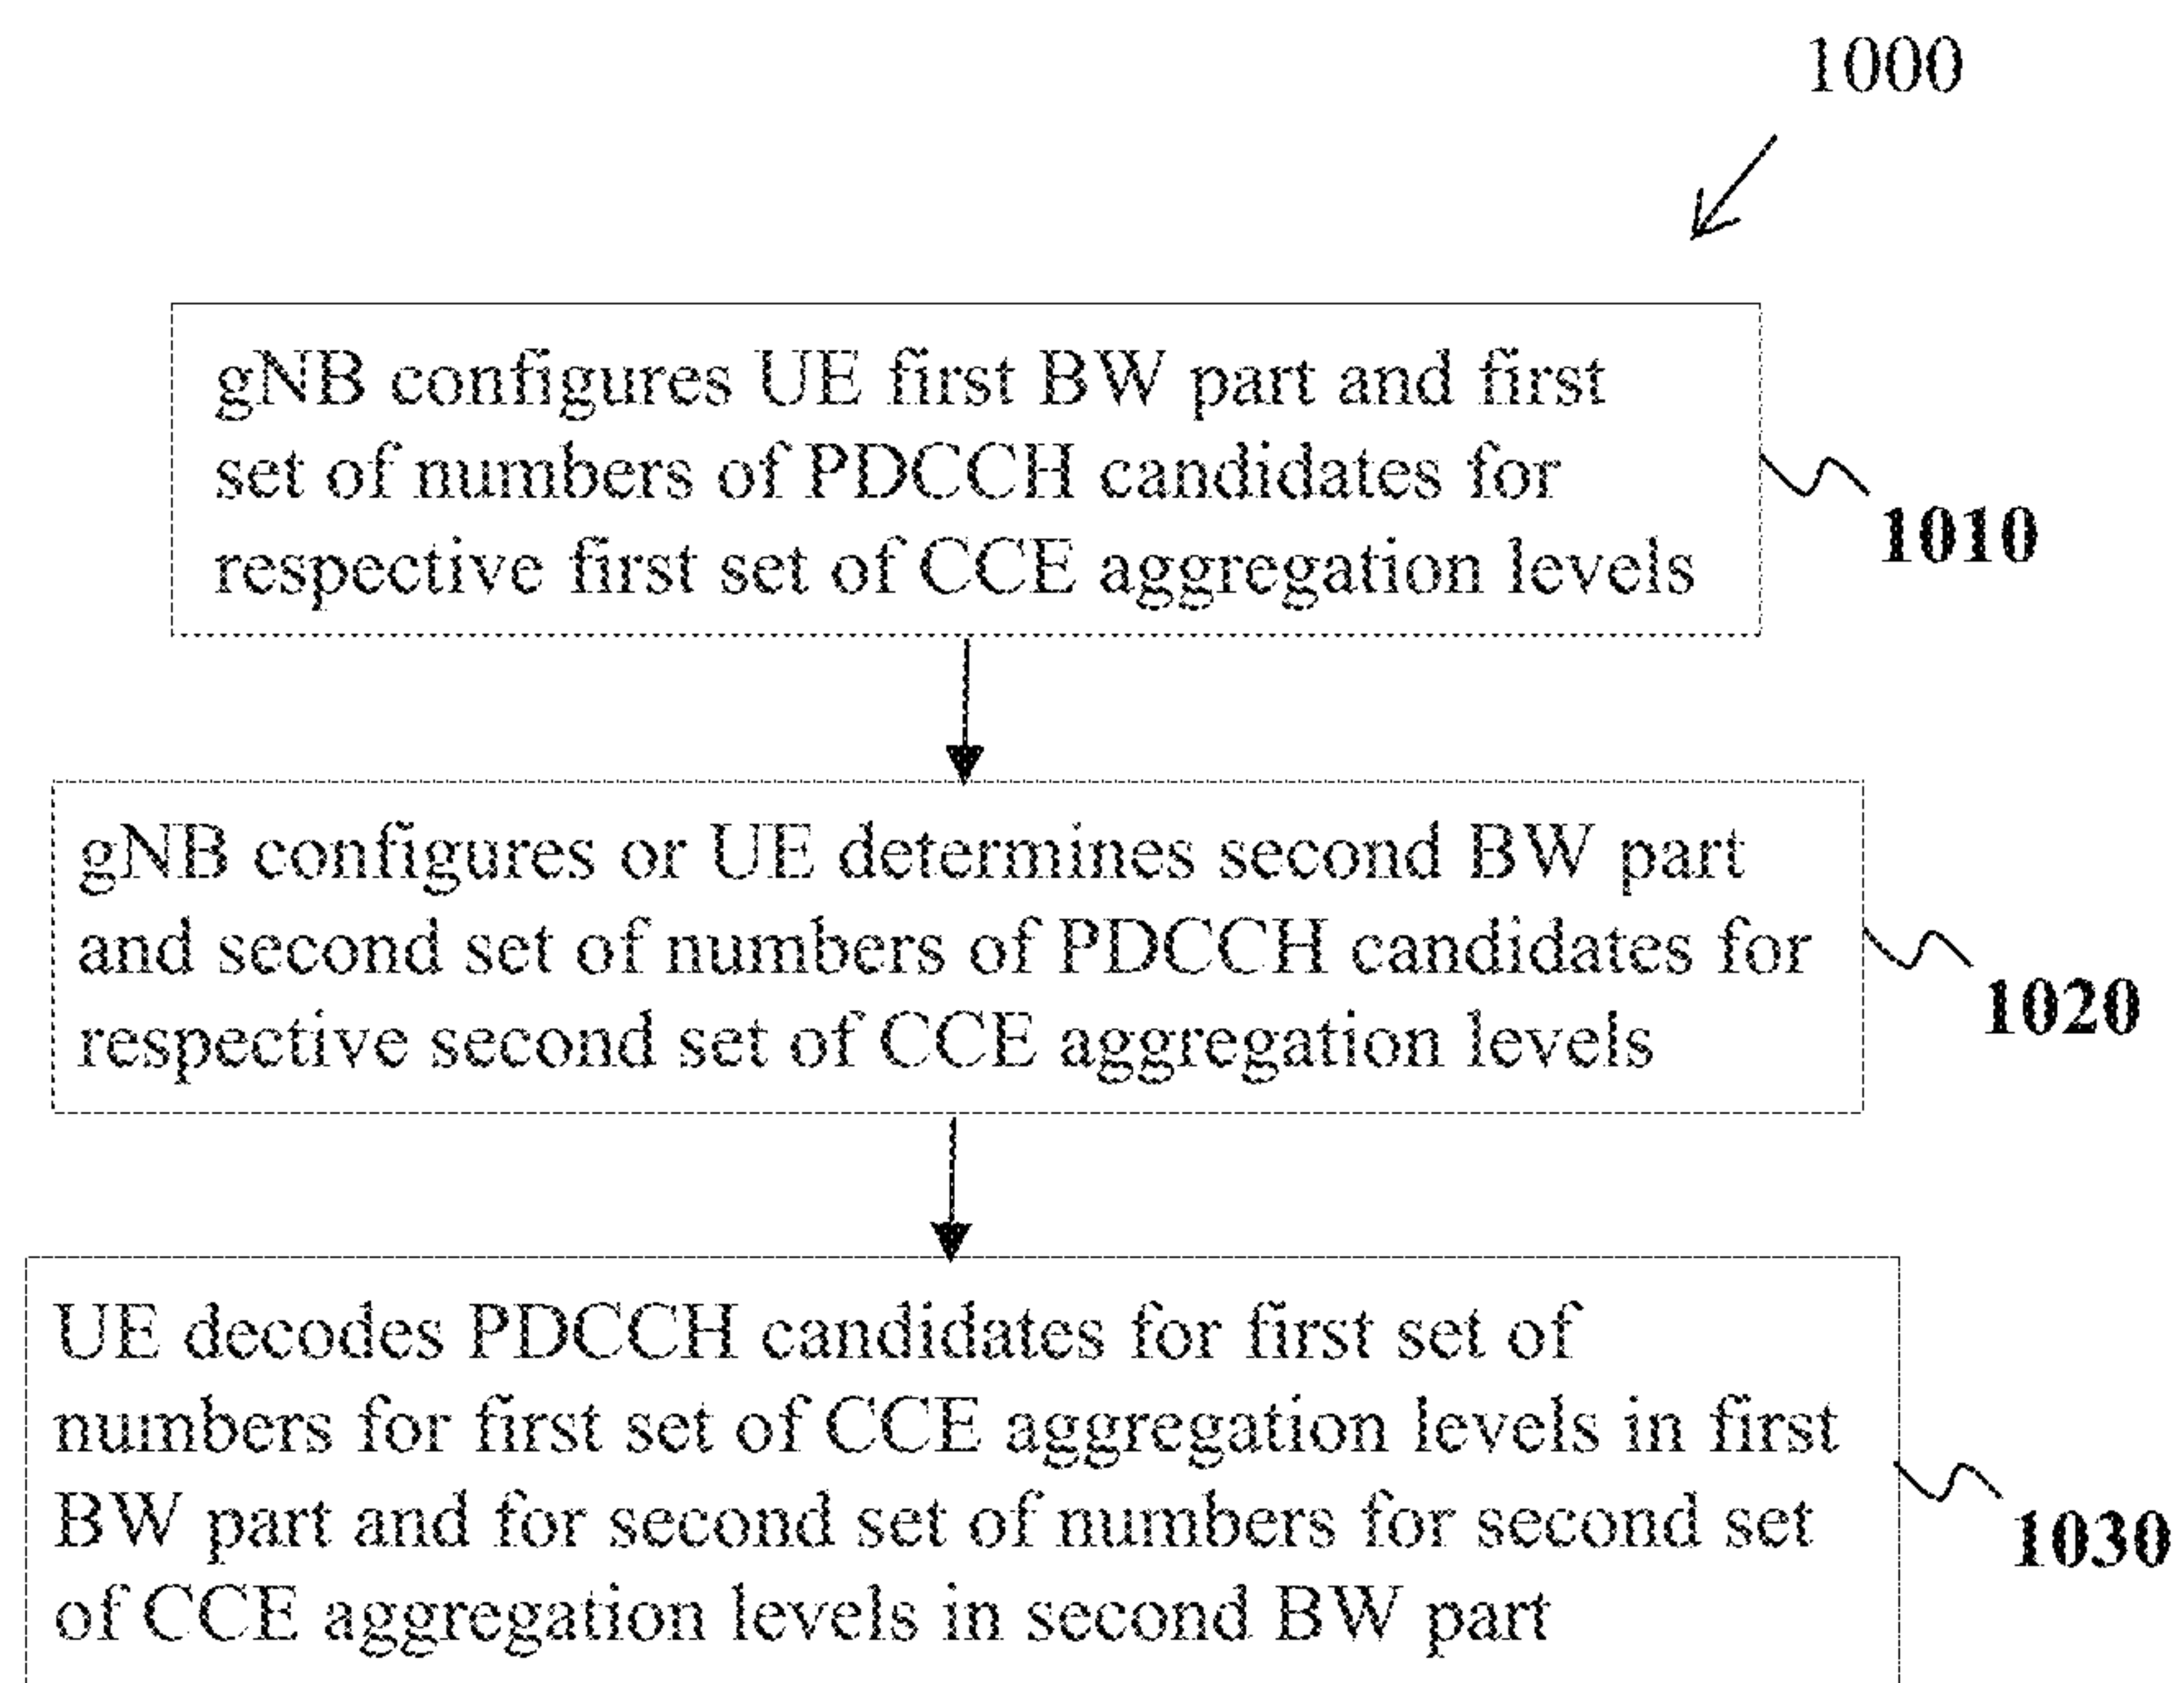 1000
gNB configures UE first BW part and first
set of numbers of PDCCH candidates for
respective first set of CCE aggregation levels
1010
gNB configures or UE determines second BW part
and second set of numbers of PDCCH candidates for
respective second set of CCE aggregation levels
1020
UE decodes PDCCH candidates for first set of
numbers for first set of CCE aggregation levels in first
BW part and for second set of numbers for second set
of CCE aggregation levels in second BW part
1030